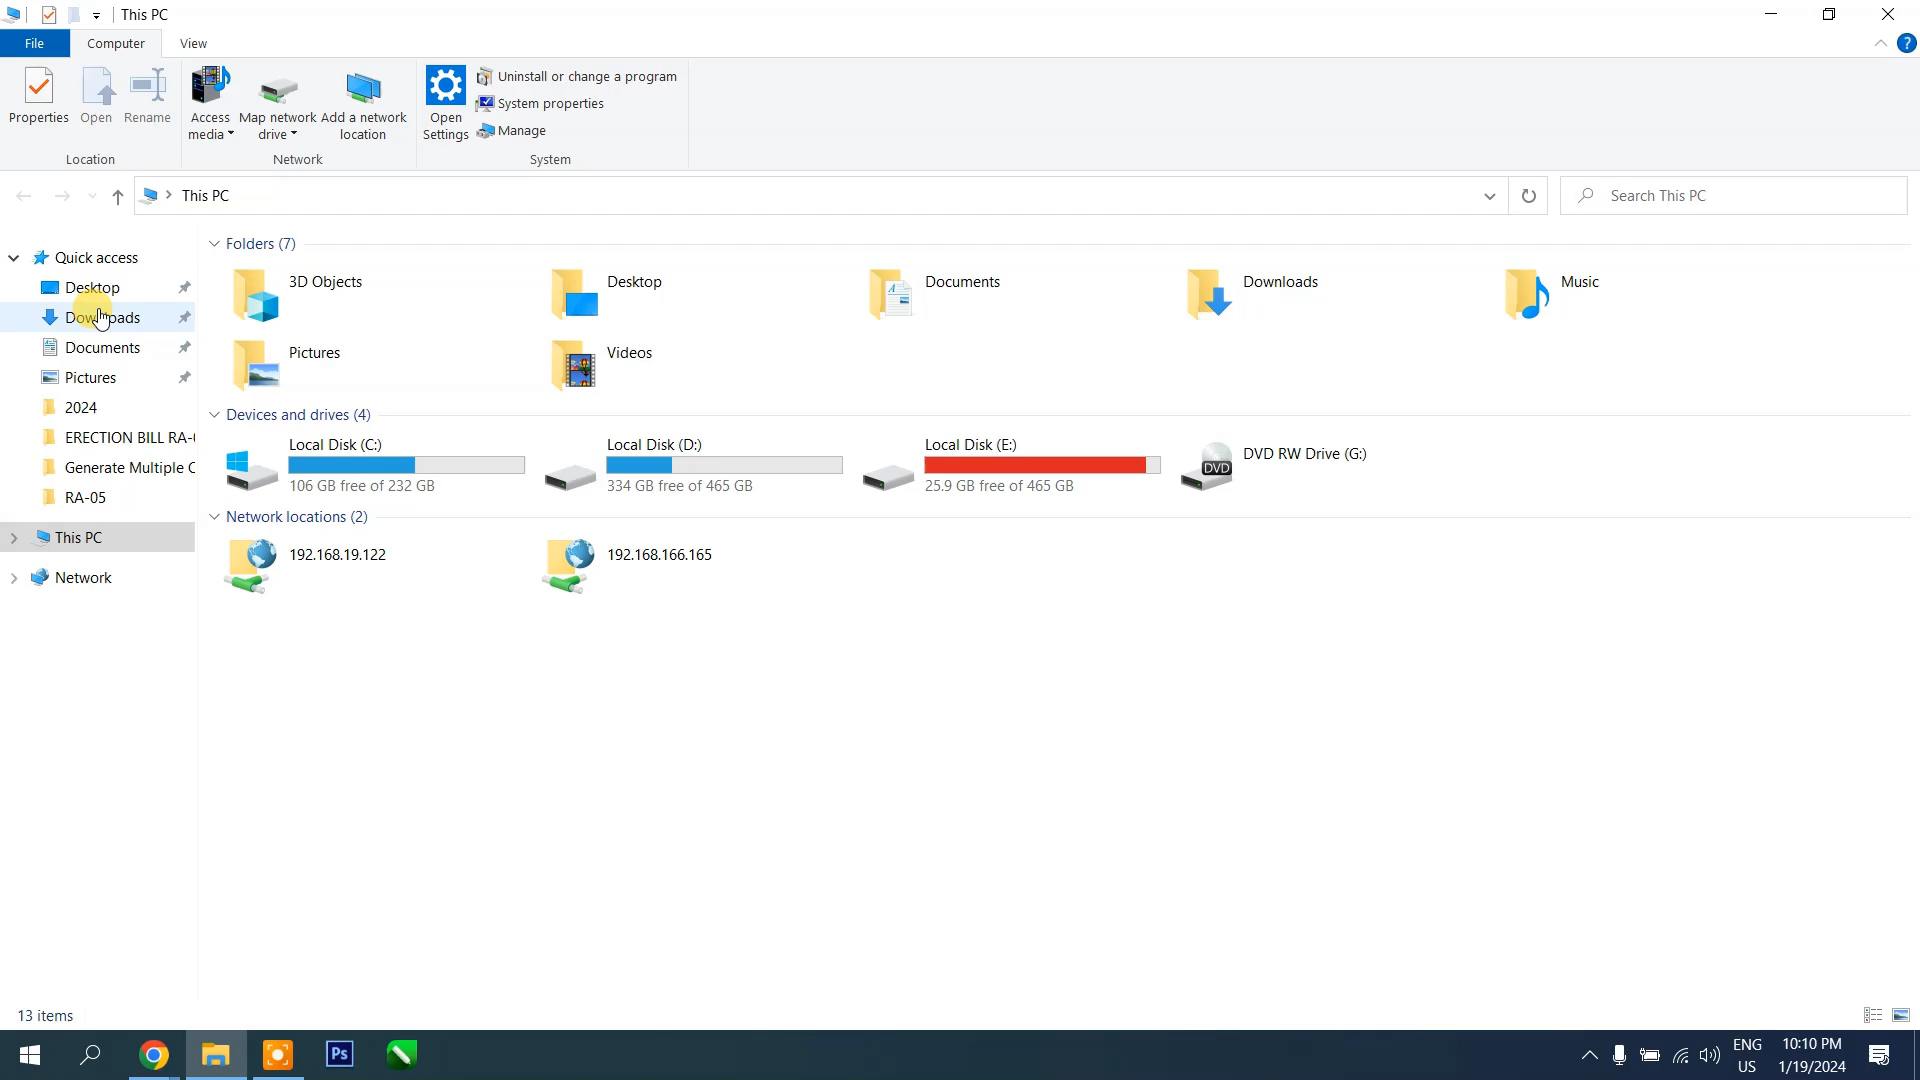 This PC
File
Computer
View
Properties
Open
Rename
Access media
Map network drive
Add a network location
Open Settings
Uninstall or change a program
System properties
Manage
Location
Network
System
This PC
Search This PC
Quick access
Desktop
Downloads
Documents
Pictures
2024
ERECTION BILL RA-
Generate Multiple C
RA-05
This PC
Network
Folders (7)
3D Objects
Desktop
Documents
Downloads
Music
Pictures
Videos
Devices and drives (4)
Local Disk (C:)
106 GB free of 232 GB
Local Disk (D:)
334 GB free of 465 GB
Local Disk (E:)
25.9 GB free of 465 GB
DVD
DVD RW Drive (G:)
Network locations (2)
192.168.19.122
192.168.166.165
13 items
Ps
ENG
US
10:10 PM
1/19/2024